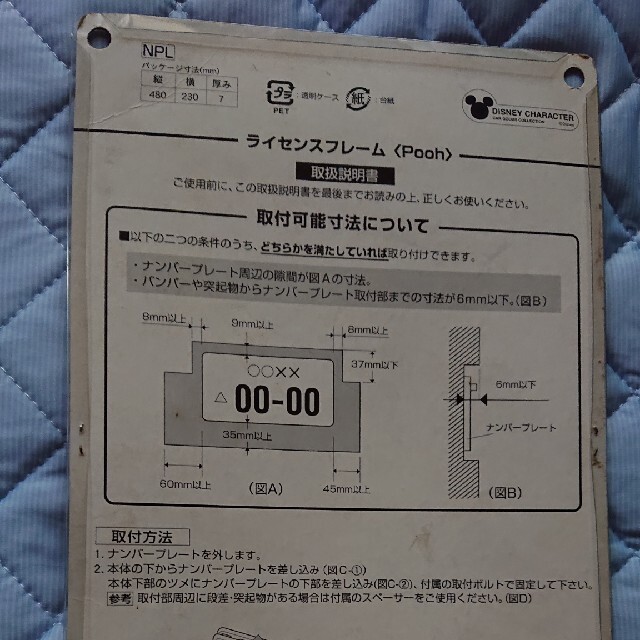 NPL
パッケージ寸法(mm)
縦 横 厚み
480 230 7
プラ
PET
:透明ケース
紙
:台紙
DISNEY CHARACTER
ライセンスフレーム〈Pooh〉
取扱説明書
ご使用前に、この取扱説明書を最後までお読みの上、正しくお使いください。
取付可能寸法について
■以下の二つの条件のうち、どちらかを満たしていれば取り付けできます。
・ナンバープレート周辺の隙間が図Aの寸法。
・バンパーや突起物からナンバープレート取付部までの寸法が6mm以下。(図B)
8mm以上
9mm以上
8mm以上
37mm以下
○○××
△ 00-00
35mm以上
60mm以上
(図A)
45mm以上
6mm以下
ナンバープレート
(図B)
取付方法
1. ナンバープレートを外します。
2. 本体の下からナンバープレートを差し込み(図C-①)
本体下部のツメにナンバープレートの下部を差し込み(図C-②)、付属の取付ボルトで固定して下さい。
参考 取付部周辺に段差・突起物がある場合は付属のスペーサーをご使用ください。(図D)